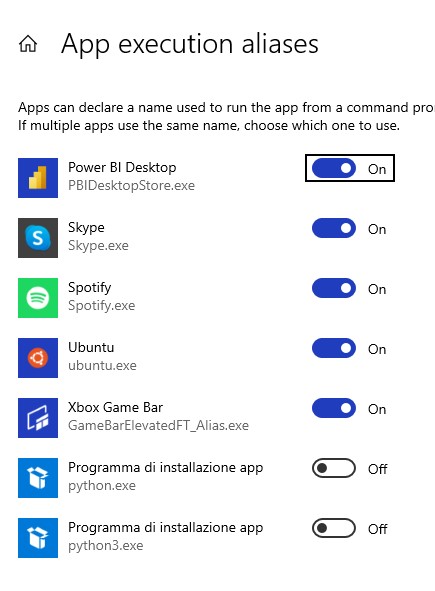 App execution aliases
Apps can declare a name used to run the app from a command pro
If multiple apps use the same name, choose which one to use.
Power BI Desktop
PBIDesktopStore.exe
On
Skype
Skype.exe
On
Spotify
Spotify.exe
On
Ubuntu
ubuntu.exe
On
Xbox Game Bar
GameBarElevatedFT_Alias.exe
On
Programma di installazione app
python.exe
Off
Programma di installazione app
python3.exe
Off